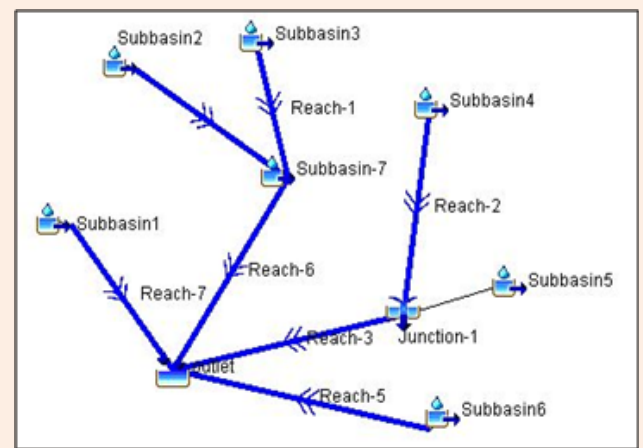 Subbasin2
Subbasin3
Subbasin4
Reach-1
Subbasin-7
Reach-2
Subbasin1
Reach-6
Subbasin5
Reach-7
Reach-3
Junction-1
Reach-5
Subbasin6